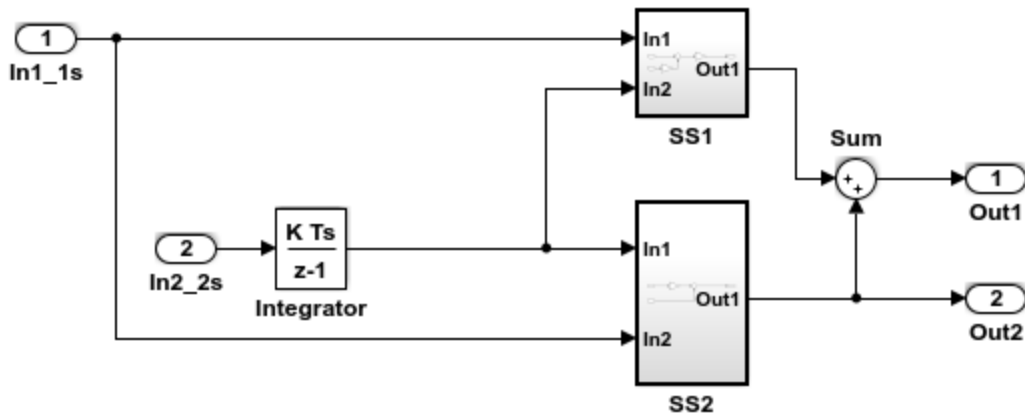 1
In1_1s
In1
Out1
In2
SS1
Sum
+
+
1
Out1
2
In2_2s
K Ts
z-1
Integrator
In1
Out1
In2
SS2
2
Out2